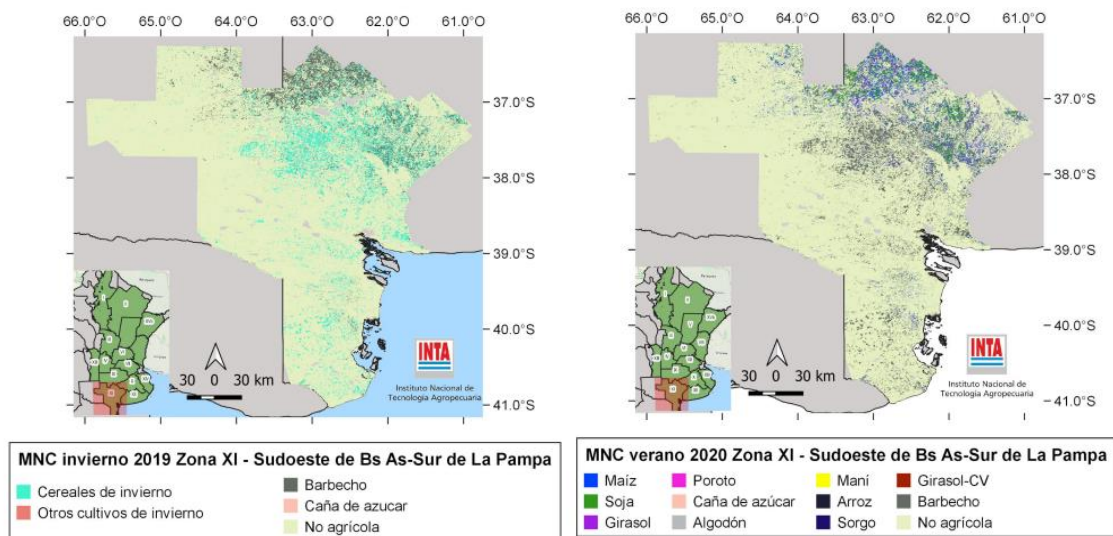 66.0°O 65.0°O 64.0°O 63.0°O 62.0°O 61.0°O
37.0°S
38.0°S
39.0°S
40.0°S
41.0°S
30 0 30 km
INTA
Instituto Nacional de
Tecnología Agropecuaria
MNC invierno 2019 Zona XI - Sudoeste de Bs As-Sur de La Pampa
Cereales de invierno
Otros cultivos de invierno
Barbecho
Caña de azucar
No agrícola
66.0°O 65.0°O 64.0°O 63.0°O 62.0°O 61.0°O
37.0°S
38.0°S
39.0°S
40.0°S
41.0°S
30 0 30 km
INTA
Instituto Nacional de
Tecnología Agropecuaria
MNC verano 2020 Zona XI - Sudoeste de Bs As-Sur de La Pampa
Maíz Poroto Maní Girasol-CV
Soja Caña de azúcar Arroz Barbecho
Girasol Algodón Sorgo No agrícola